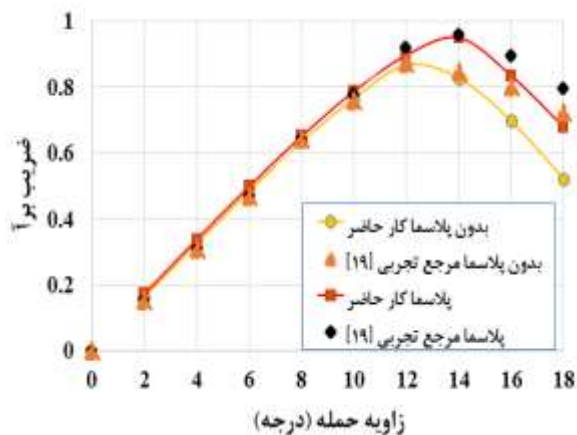 1
0.8
0.6
0.4
0.2
0
ضریب برآ
بدون پلاسما کار حاضر
بدون پلاسما مرجع تجربی [۱۹]
پلاسما کار حاضر
پلاسما مرجع تجربی [۱۹]
0 2 4 6 8 10 12 14 16 18
زاویه حمله (درجه)